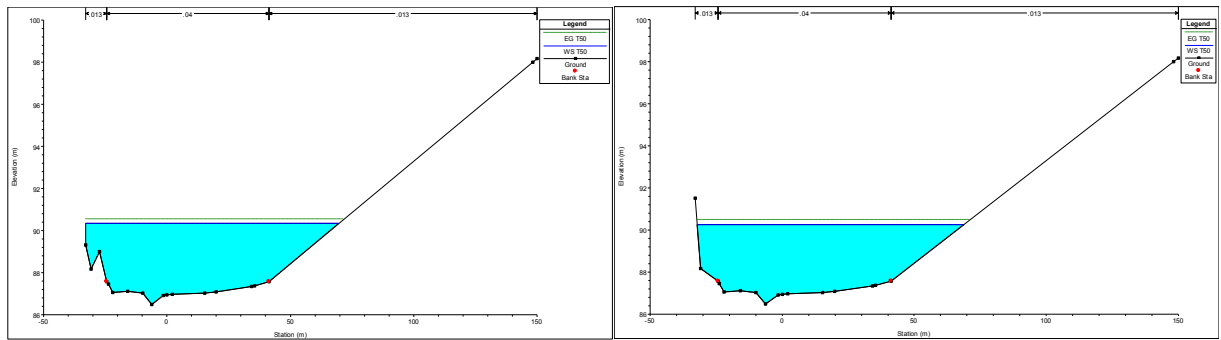 .013
.04
.013
100
98
96
94
92
90
88
86
-50
0
50
100
150
Station (m)
Elevation (m)
Legend
EG T50
WS T50
Ground
Bank Sta
.013
.04
.013
100
98
96
94
92
90
88
86
-50
0
50
100
150
Station (m)
Elevation (m)
Legend
EG T50
WS T50
Ground
Bank Sta